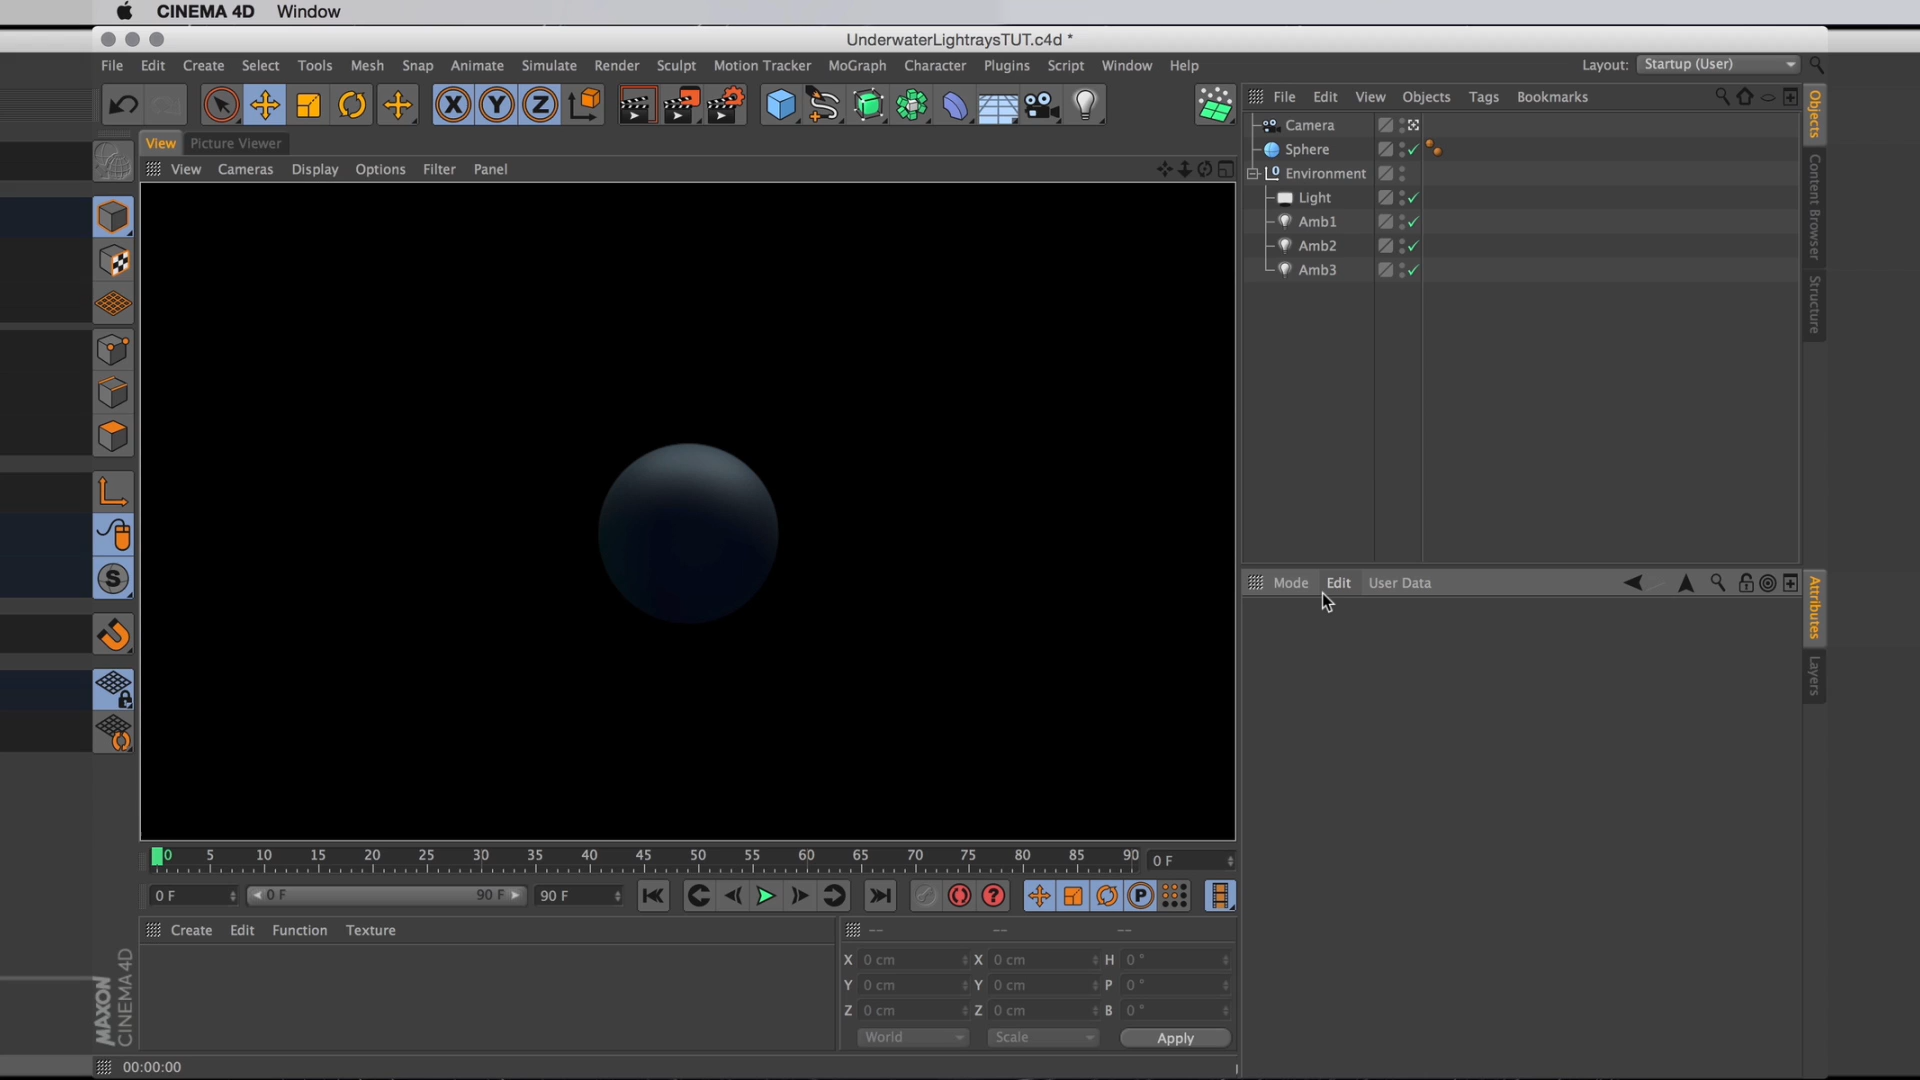 CINEMA 4D Window
UnderwaterLightraysTUT.c4d *
File Edit Create Select Tools Mesh Snap Animate Simulate Render Sculpt Motion Tracker MoGraph Character Plugins Script Window Help
Layout: Startup (User)
X Y Z
File Edit View Objects Tags Bookmarks
View Picture Viewer
View Cameras Display Options Filter Panel
Camera
Sphere
Environment
Light
Amb1
Amb2
Amb3
Objects
Content Browser
Structure
Mode Edit User Data
Attributes
Layers
S
0 5 10 15 20 25 30 35 40 45 50 55 60 65 70 75 80 85 90 0 F
0 F 0 F 90 F 90 F ? P
Create Edit Function Texture
-- -- --
X 0 cm X 0 cm H 0 °
Y 0 cm Y 0 cm P 0 °
Z 0 cm Z 0 cm B 0 °
World Scale Apply
MAXON
CINEMA 4D
00:00:00